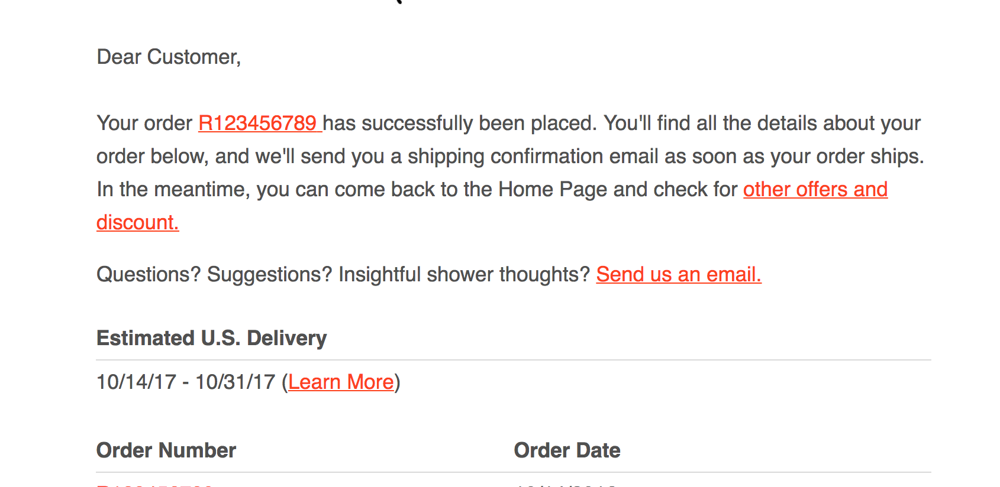 Dear Customer,
Your order R123456789 has successfully been placed. You'll find all the details about your
order below, and we'll send you a shipping confirmation email as soon as your order ships.
In the meantime, you can come back to the Home Page and check for other offers and
discount.
Questions? Suggestions? Insightful shower thoughts? Send us an email.
Estimated U.S. Delivery
10/14/17 - 10/31/17 (Learn More)
Order Number Order Date